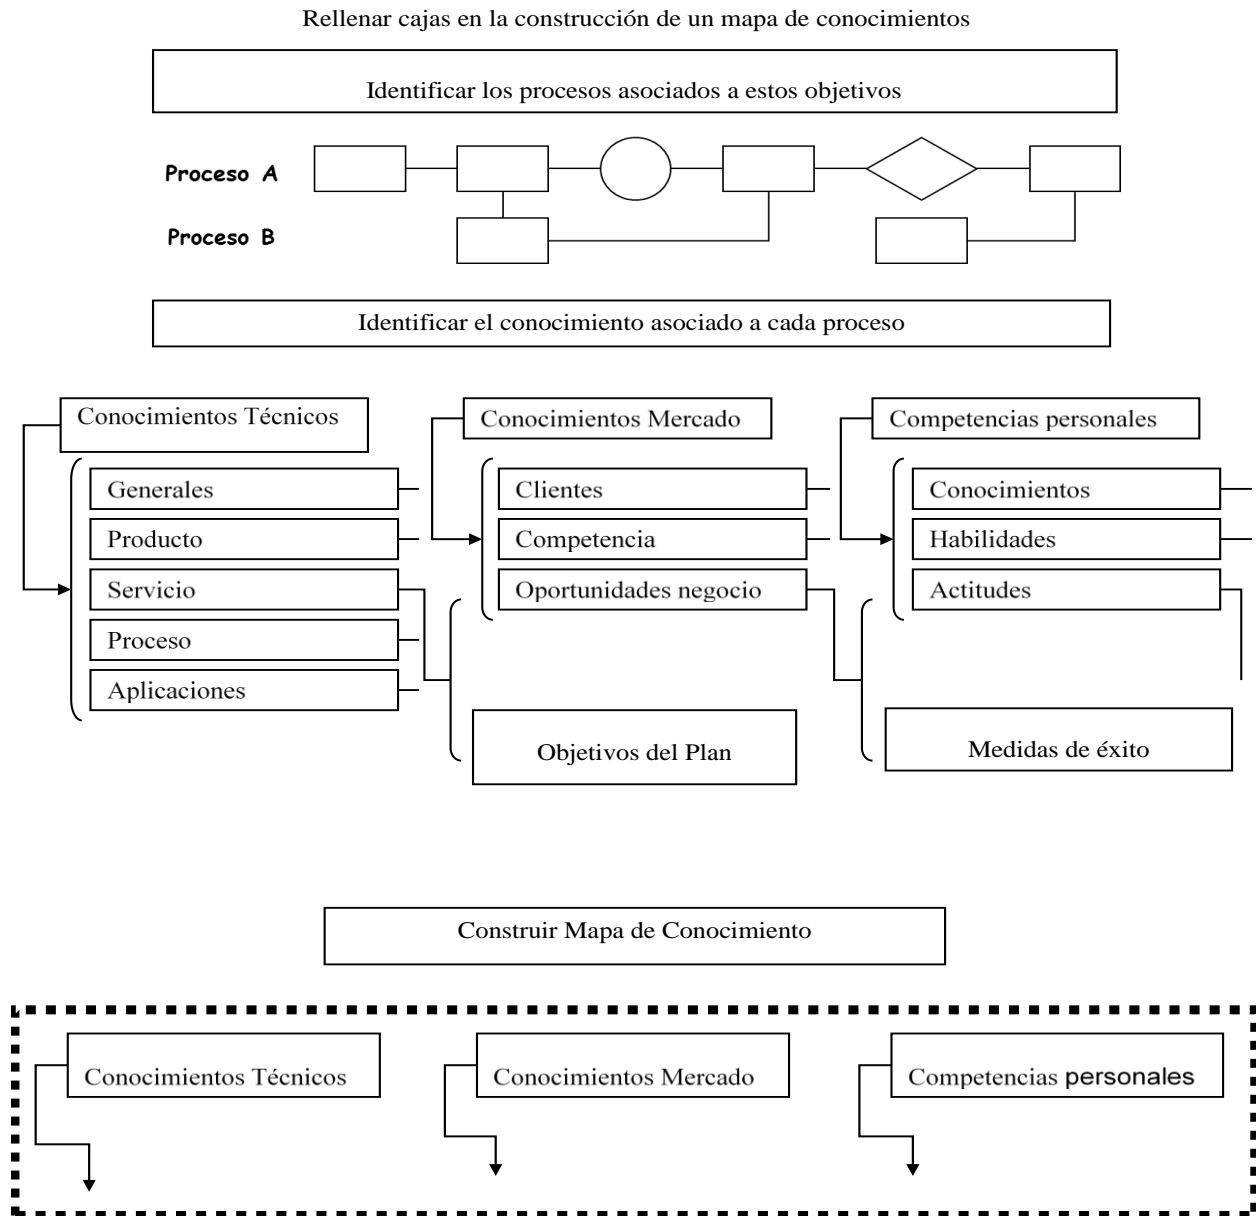 Rellenar cajas en la construcción de un mapa de conocimientos
Identificar los procesos asociados a estos objetivos
Proceso A
Proceso B
Identificar el conocimiento asociado a cada proceso
Conocimientos Técnicos
Generales
Producto
Servicio
Proceso
Aplicaciones
Conocimientos Mercado
Clientes
Competencia
Oportunidades negocio
Competencias personales
Conocimientos
Habilidades
Actitudes
Objetivos del Plan
Medidas de éxito
Construir Mapa de Conocimiento
Conocimientos Técnicos
Conocimientos Mercado
Competencias personales